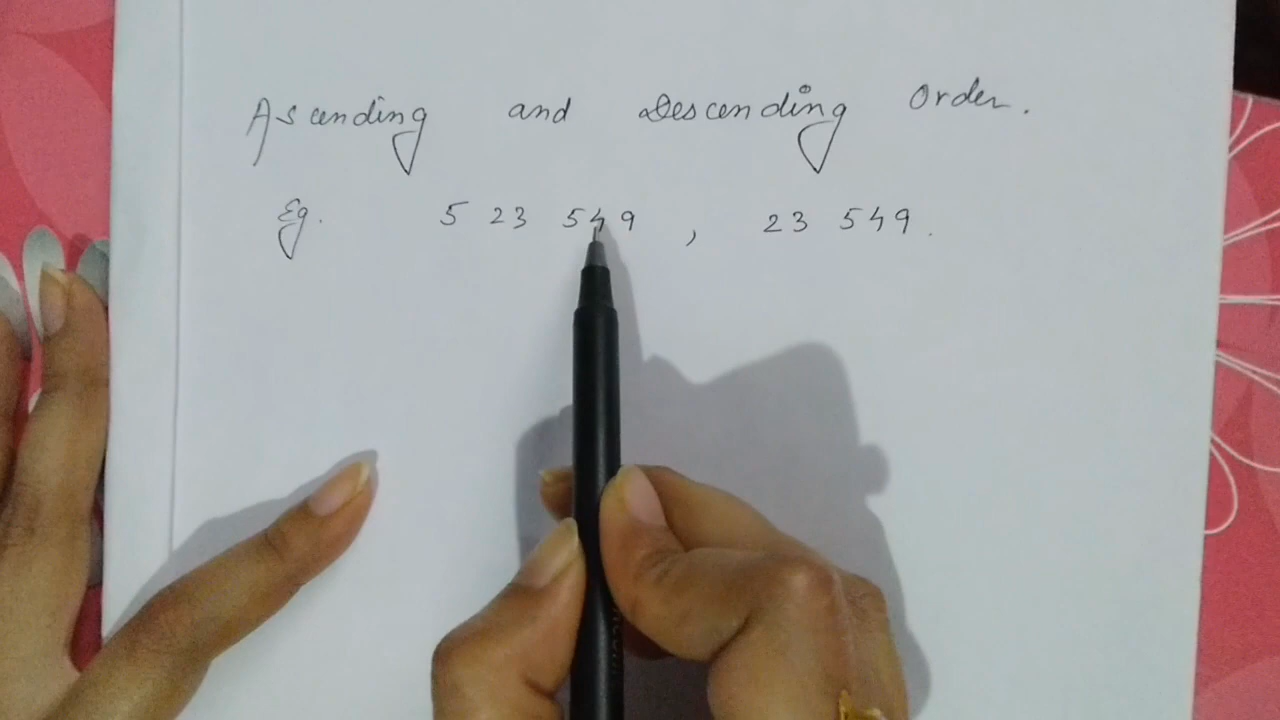 Ascending and Descending Order.
Eg. 5 23 549 , 23 549.